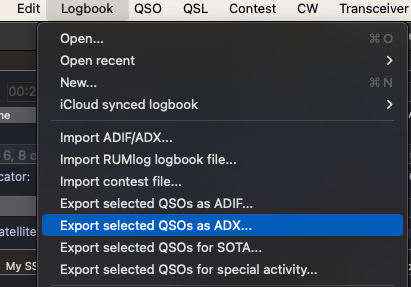 Edit Logbook QSO QSL Contest CW Transceiver
Open... ⌘ O
Open recent >
New... ⌘ N
iCloud synced logbook >
Import ADIF/ADX...
Import RUMlog logbook file...
Import contest file...
Export selected QSOs as ADIF...
Export selected QSOs as ADX...
Export selected QSOs for SOTA...
Export selected QSOs for special activity...
00:2
ne
6, 8
cator:
atellite
My SS